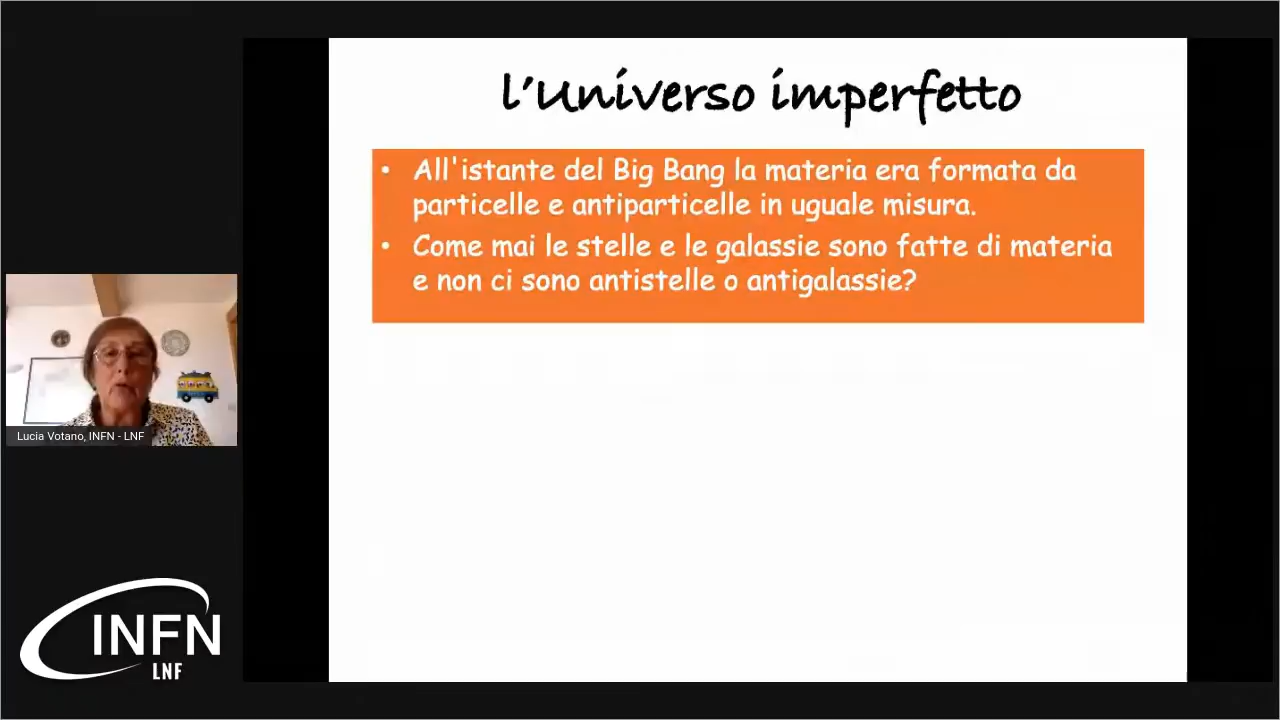 l'Universo imperfetto
• All'istante del Big Bang la materia era formata da
particelle e antiparticelle in uguale misura.
• Come mai le stelle e le galassie sono fatte di materia
e non ci sono antistelle o antigalassie?
Lucia Votano, INFN - LNF
INFN
LNF